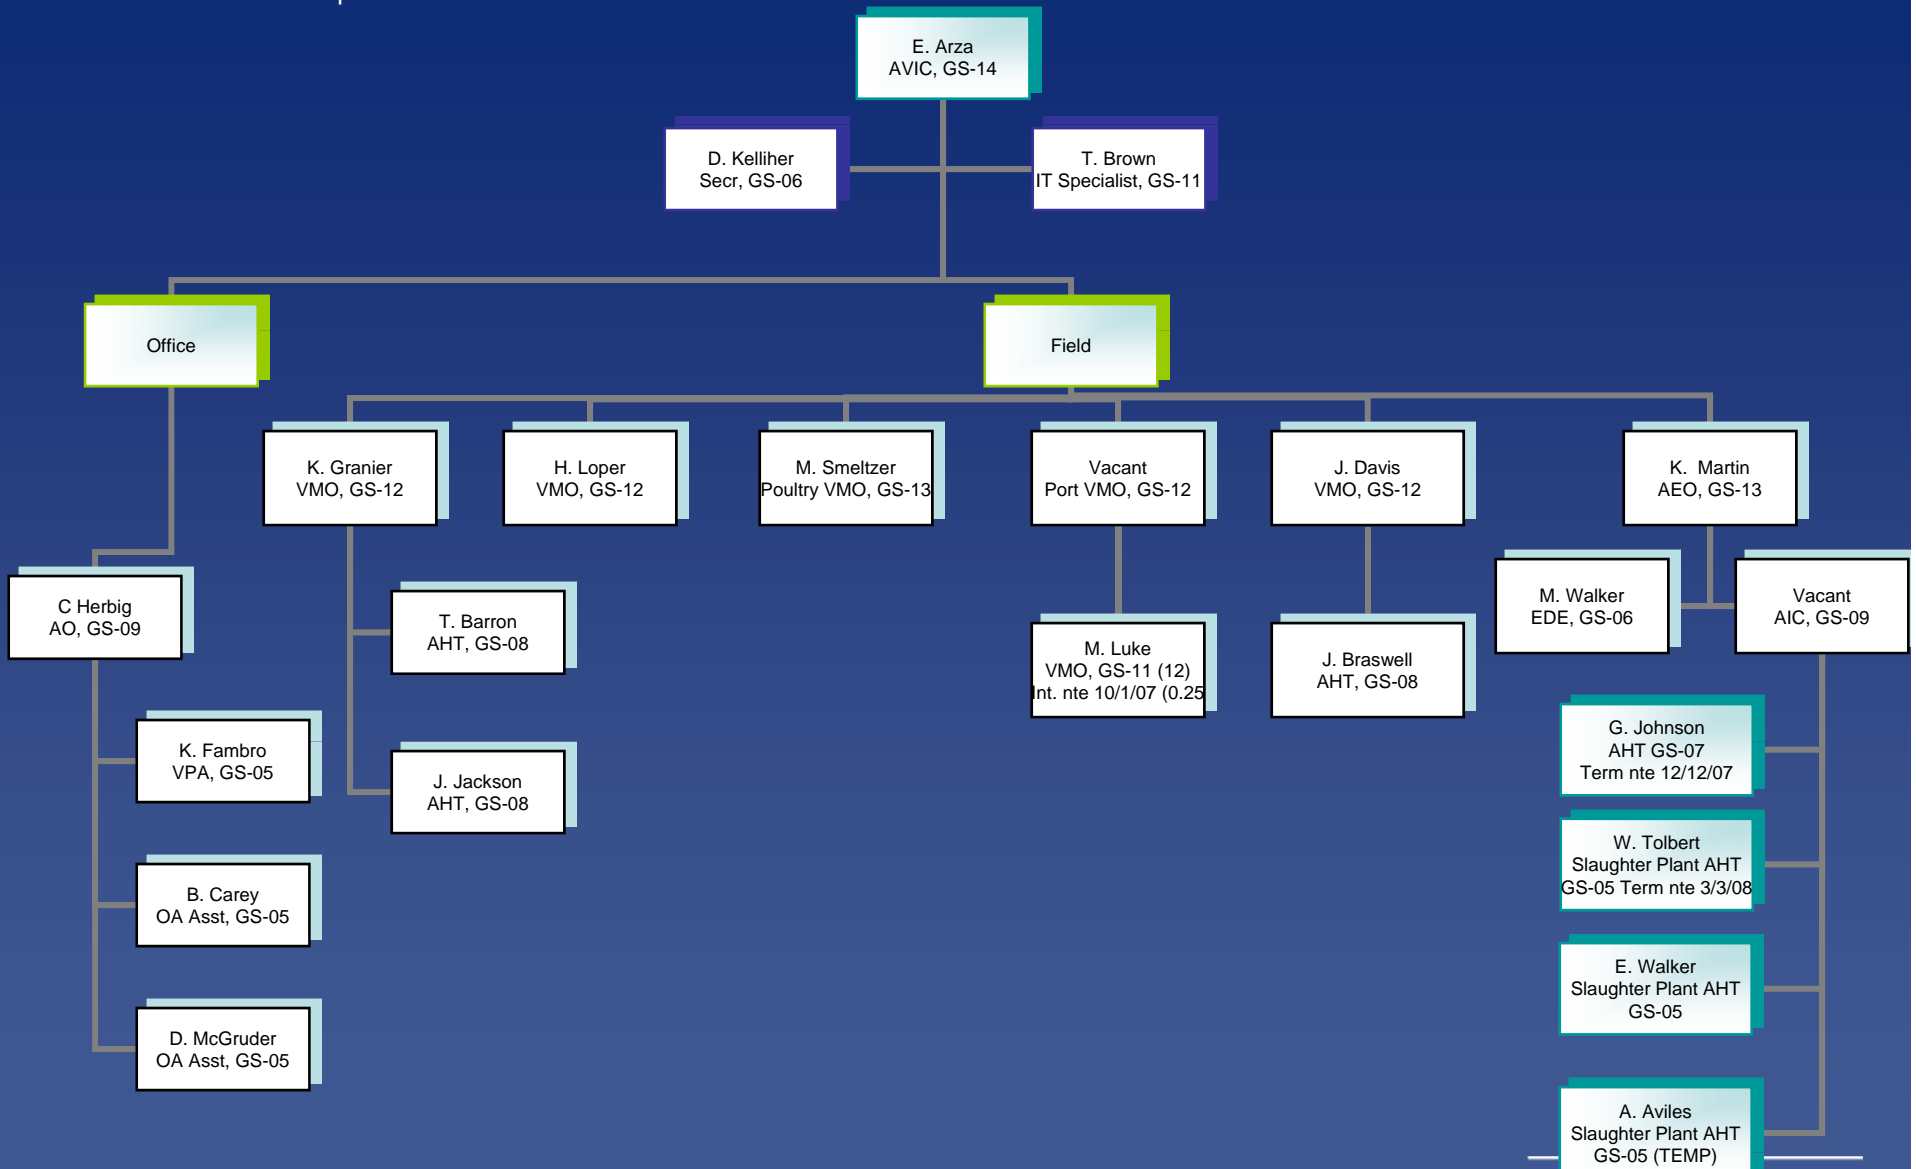 E. Arza
AVIC, GS-14
D. Kelliher
Secr, GS-06
T. Brown
IT Specialist, GS-11
Office
Field
K. Granier
VMO, GS-12
H. Loper
VMO, GS-12
M. Smeltzer
Poultry VMO, GS-13
Vacant
Port VMO, GS-12
J. Davis
VMO, GS-12
K. Martin
AEO, GS-13
C Herbig
AO, GS-09
T. Barron
AHT, GS-08
M. Luke
VMO, GS-11 (12)
Int. nte 10/1/07 (0.25
J. Braswell
AHT, GS-08
M. Walker
EDE, GS-06
Vacant
AIC, GS-09
K. Fambro
VPA, GS-05
J. Jackson
AHT, GS-08
G. Johnson
AHT GS-07
Term nte 12/12/07
B. Carey
OA Asst, GS-05
W. Tolbert
Slaughter Plant AHT
GS-05 Term nte 3/3/08
E. Walker
Slaughter Plant AHT
GS-05
D. McGruder
OA Asst, GS-05
A. Aviles
Slaughter Plant AHT
GS-05 (TEMP)